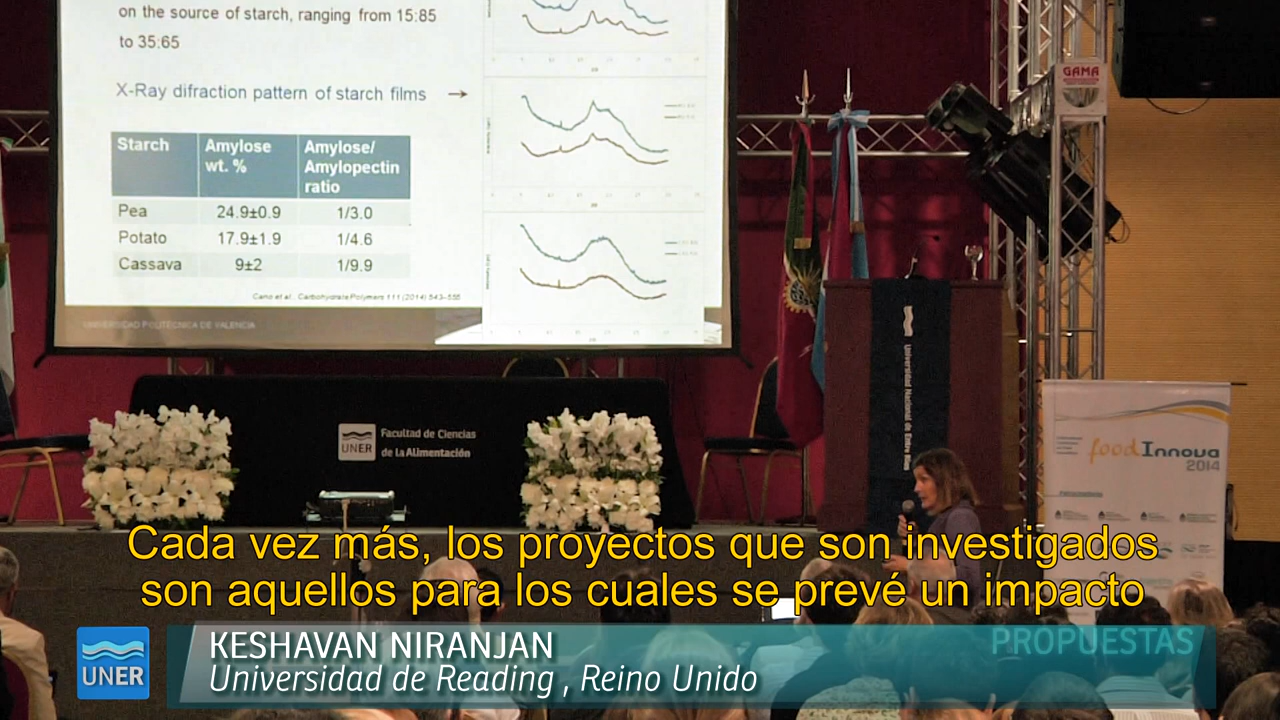 on the source of starch, ranging from 15:85
to 35:65
X-Ray difraction pattern of starch films
Starch Amylose wt. % Amylose/ Amylopectin ratio
Pea 24.9±0.9 1/3.0
Potato 17.9±1.9 1/4.6
Cassava 9±2 1/9.9
Cano et al., Carbohydrate Polymers 111 (2014) 543-555
UNIVERSIDAD POLITÉCNICA DE VALENCIA
GAMA
Universidad Nacional de Entre Ríos
UNER
Facultad de Ciencias
de la Alimentación
foodInnova
2014
Cada vez más, los proyectos que son investigados
son aquellos para los cuales se prevé un impacto
UNER
KESHAVAN NIRANJAN
Universidad de Reading , Reino Unido
PROPUESTAS